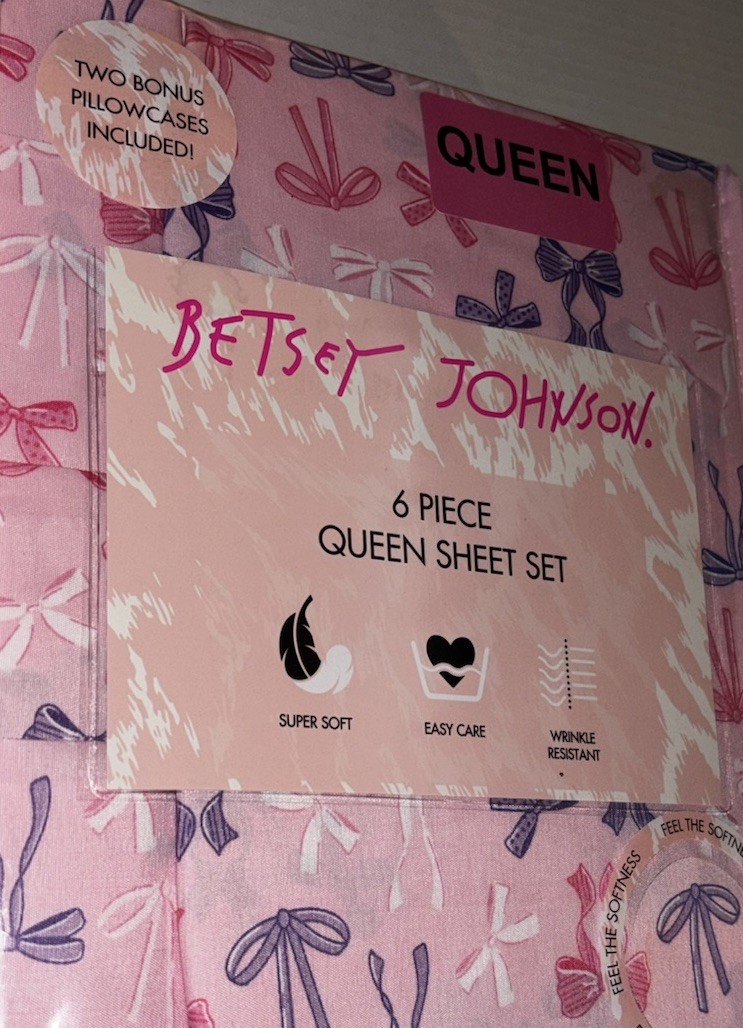 TWO BONUS
PILLOWCASES
INCLUDED!
QUEEN
BETSEY JOHNSON.
6 PIECE
QUEEN SHEET SET
SUPER SOFT
EASY CARE
WRINKLE
RESISTANT
FEEL THE SOFTNESS
FEEL THE SOFTNE